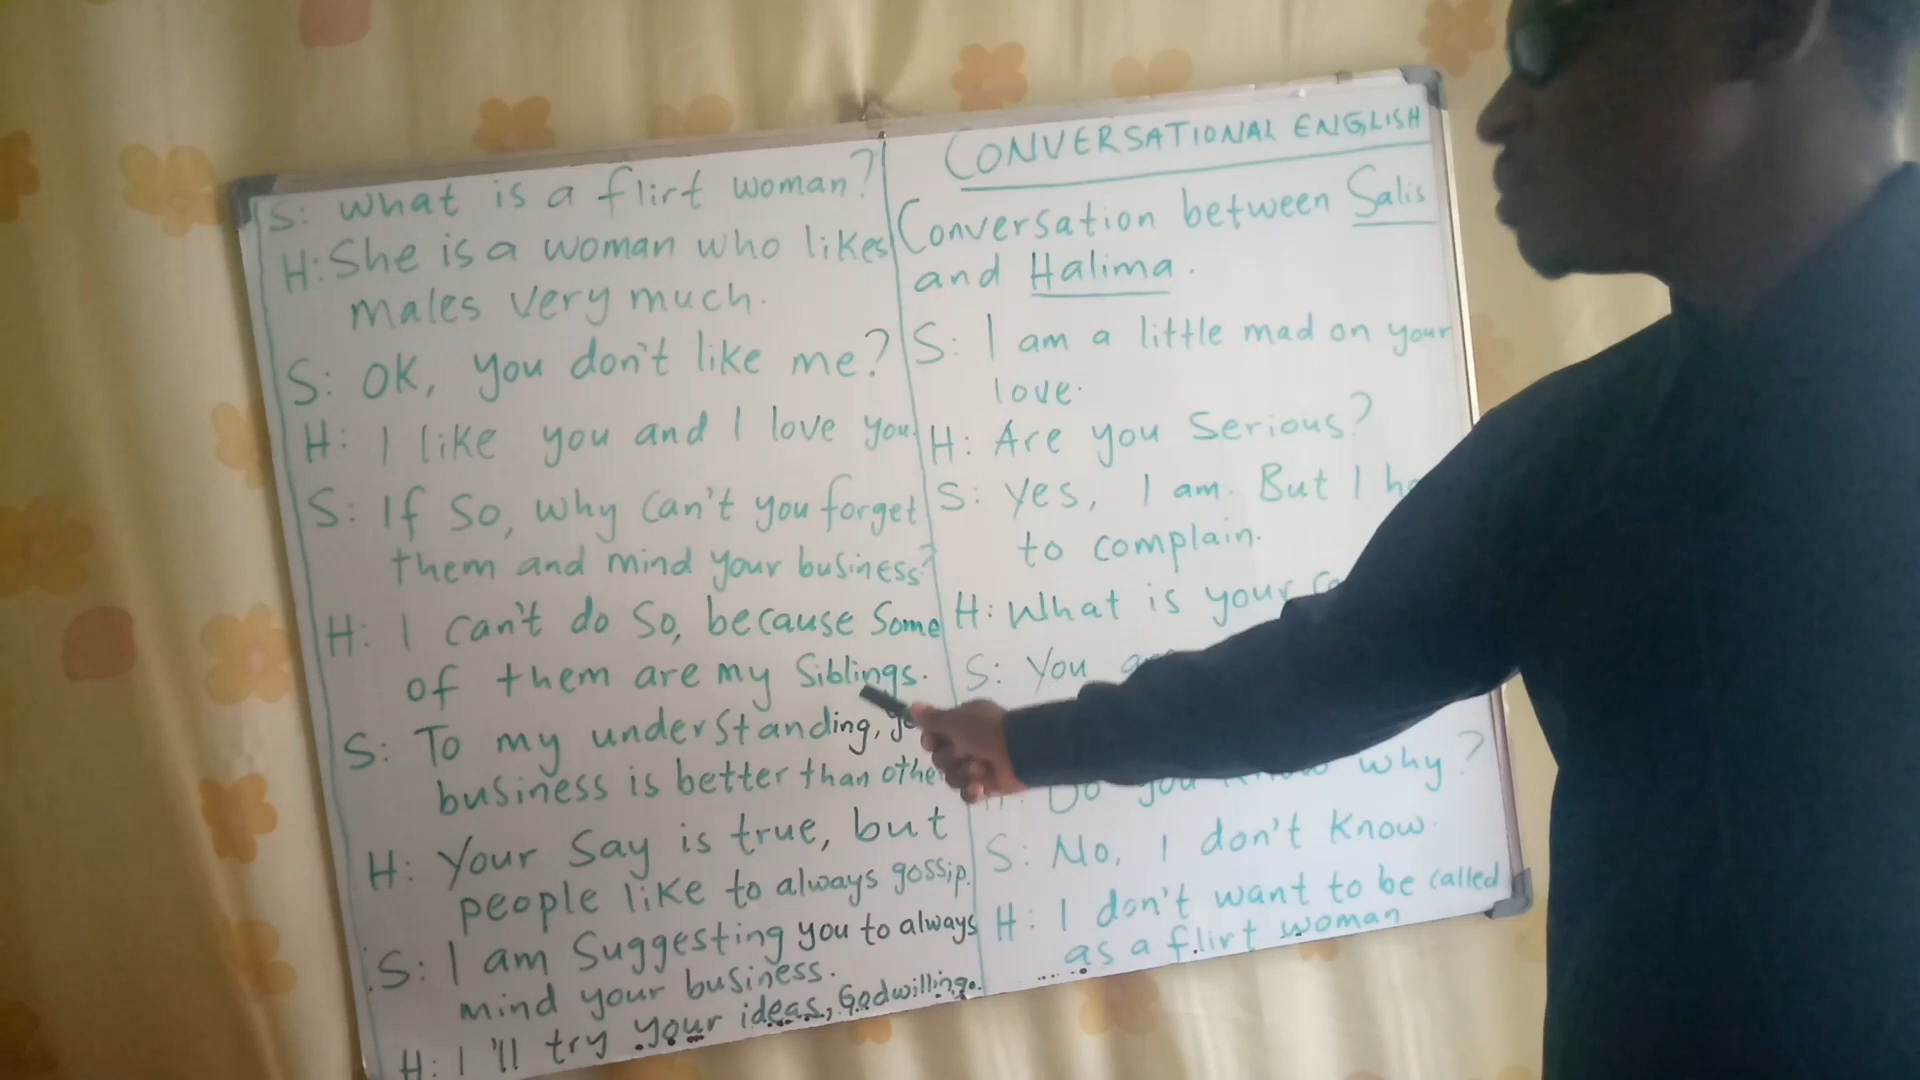 CONVERSATIONAL ENGLISH
Conversation between Salis
and Halima.
S: I am a little mad on your
love.
H: Are you Serious?
S: Yes, I am. But I
to complain.
H: What is your
S: You
Do you why?
S: No, I don't know.
H: I don't want to be called
as a flirt woman
S: What is a flirt woman?
H: She is a woman who likes
males very much.
S: OK, you don't like me?
H: I like you and I love you.
S: If So, why can't you forget
them and mind your business?
H: I can't do So, because Some
of them are my Siblings.
S: To my understanding,
business is better than
H: Your Say is true, but
people like to always gossip.
S: I am Suggesting you to always
mind your business.
H: I'll try your ideas, Godwilling.